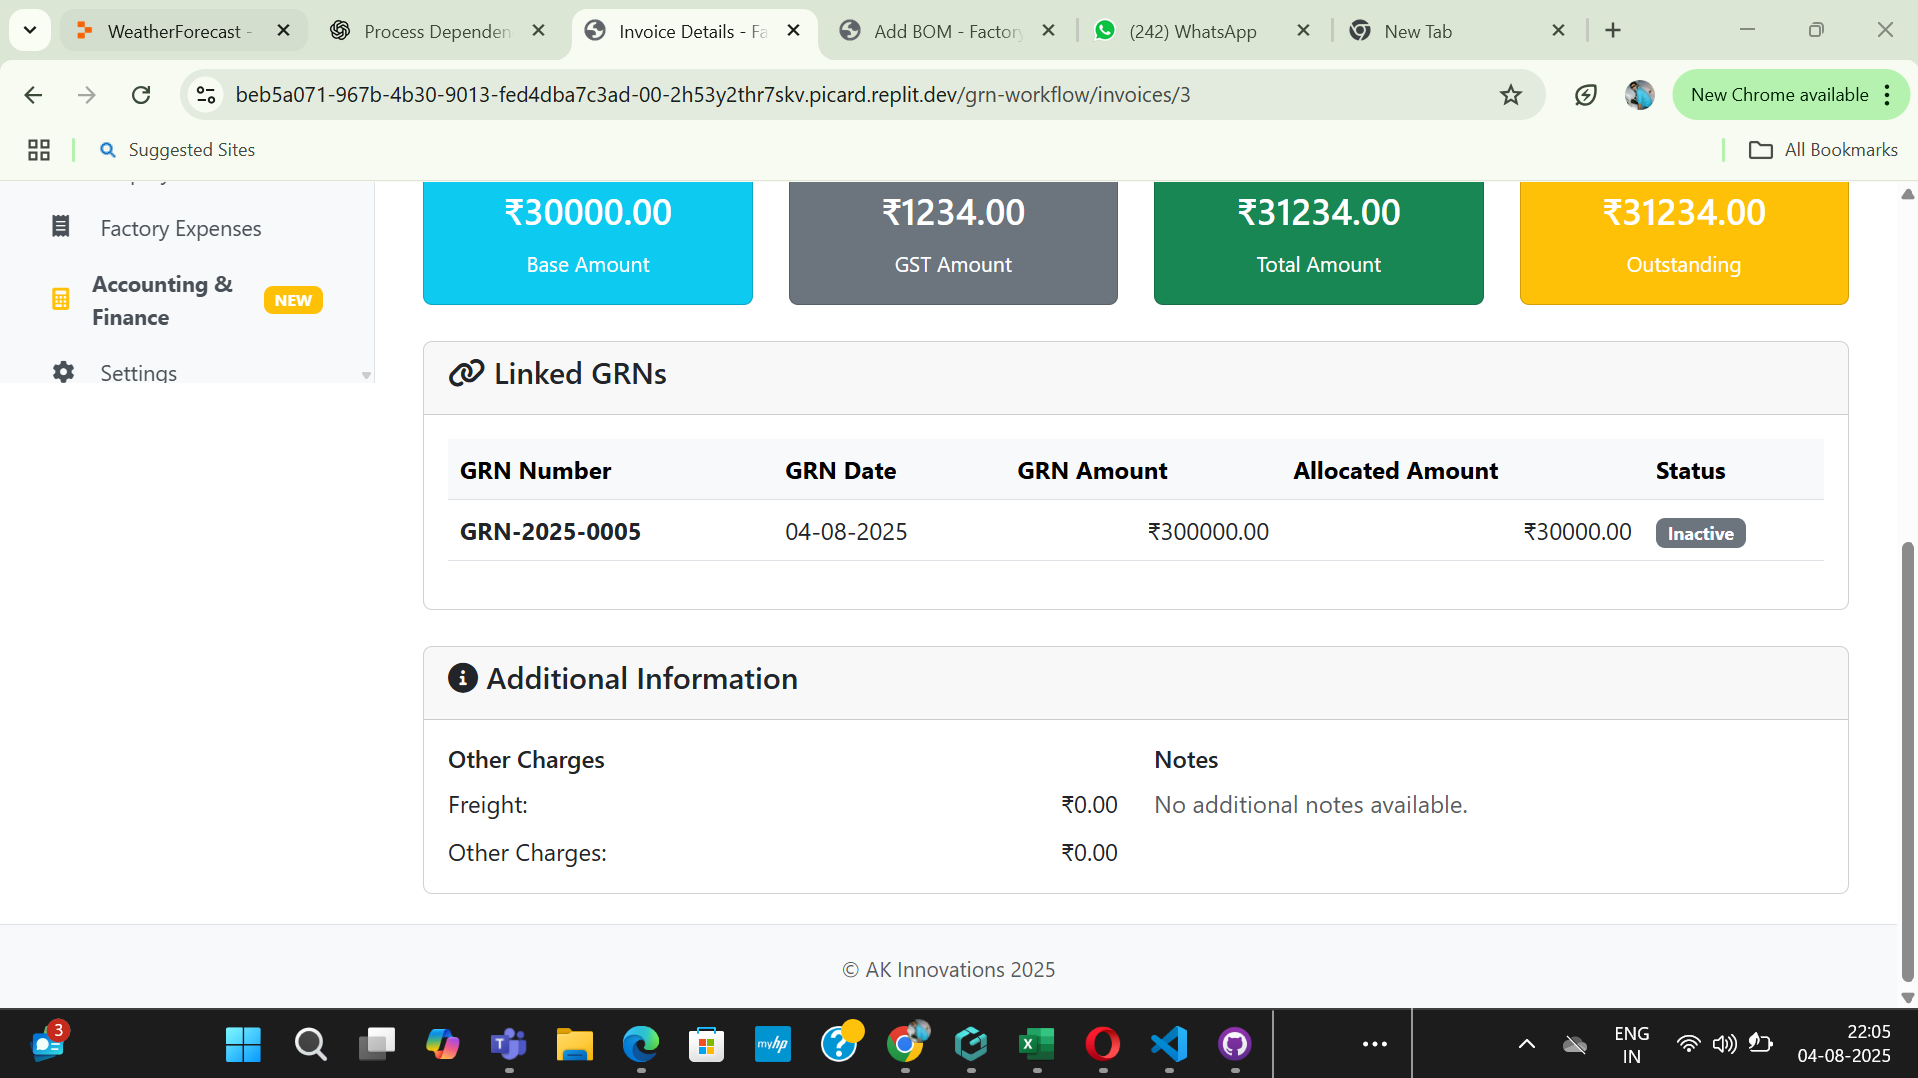 WeatherForecast -
Process Dependen
Invoice Details - Fa
Add BOM - Factory
(242) WhatsApp
New Tab
beb5a071-967b-4b30-9013-fed4dba7c3ad-00-2h53y2thr7skv.picard.replit.dev/grn-workflow/invoices/3
New Chrome available
Suggested Sites
All Bookmarks
Factory Expenses
Accounting &
Finance
NEW
Settings
₹30000.00
Base Amount
₹1234.00
GST Amount
₹31234.00
Total Amount
₹31234.00
Outstanding
Linked GRNs
GRN Number GRN Date GRN Amount Allocated Amount Status
GRN-2025-0005 04-08-2025 ₹300000.00 ₹30000.00 Inactive
Additional Information
Other Charges
Freight: ₹0.00
Other Charges: ₹0.00
Notes
No additional notes available.
© AK Innovations 2025
3
myhp
ENG
IN
22:05
04-08-2025